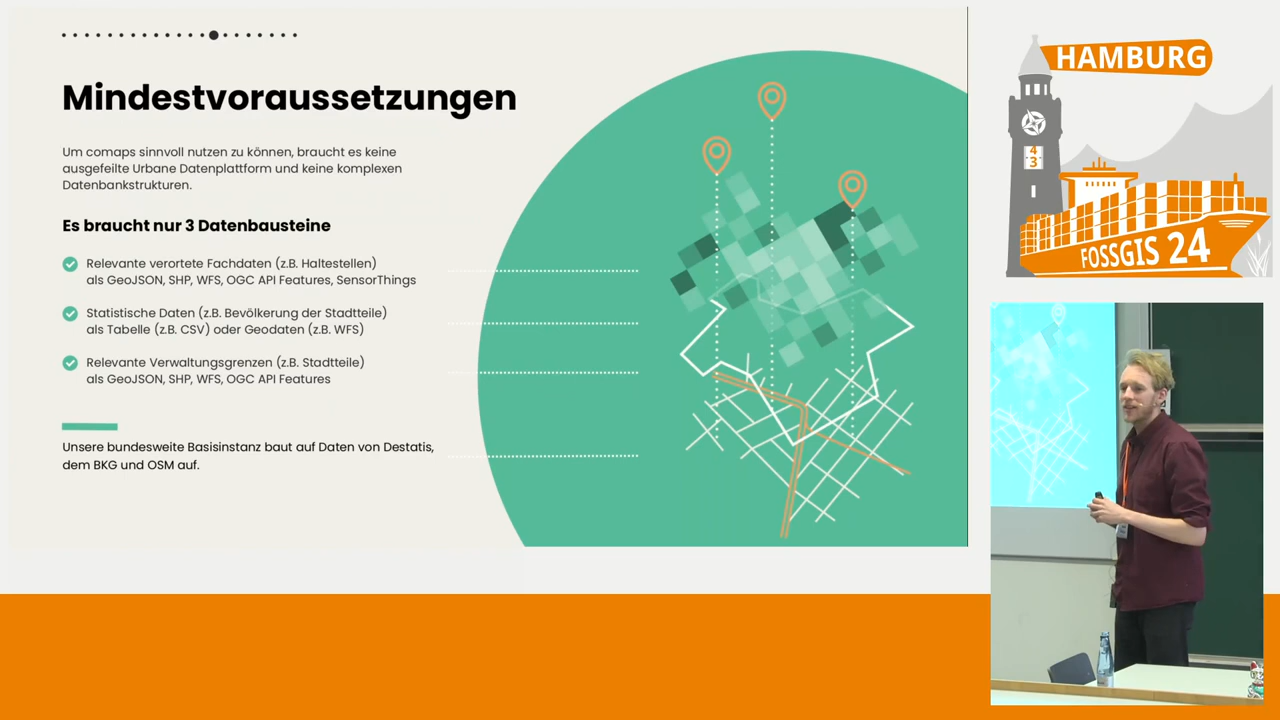 Mindestvoraussetzungen
Um comaps sinnvoll nutzen zu können, braucht es keine
ausgefeilte Urbane Datenplattform und keine komplexen
Datenbankstrukturen.
Es braucht nur 3 Datenbausteine
Relevante verortete Fachdaten (z.B. Haltestellen)
als GeoJSON, SHP, WFS, OGC API Features, SensorThings
Statistische Daten (z.B. Bevölkerung der Stadtteile)
als Tabelle (z.B. CSV) oder Geodaten (z.B. WFS)
Relevante Verwaltungsgrenzen (z.B. Stadtteile)
als GeoJSON, SHP, WFS, OGC API Features
Unsere bundesweite Basisinstanz baut auf Daten von Destatis,
dem BKG und OSM auf.
HAMBURG
4
3
FOSSGIS 24